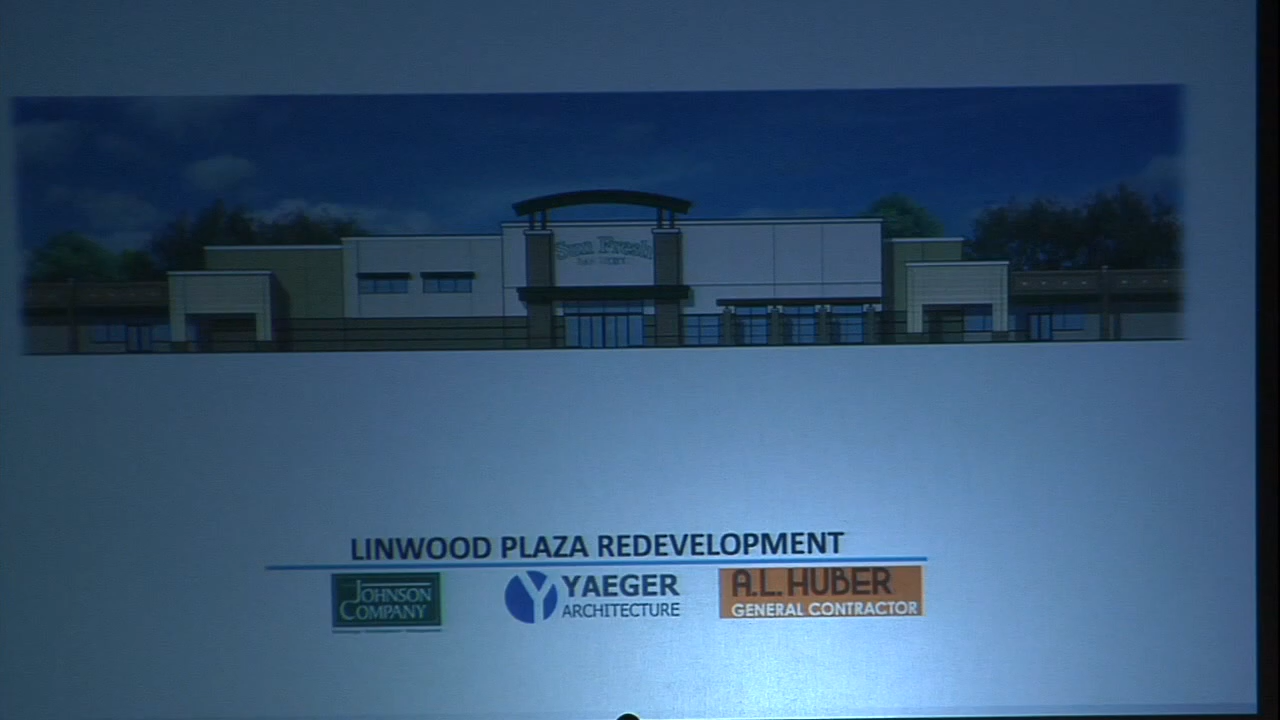 Sun Fresh
LINWOOD PLAZA REDEVELOPMENT
JOHNSON
COMPANY
YAEGER
ARCHITECTURE
A.L. HUBER
GENERAL CONTRACTOR